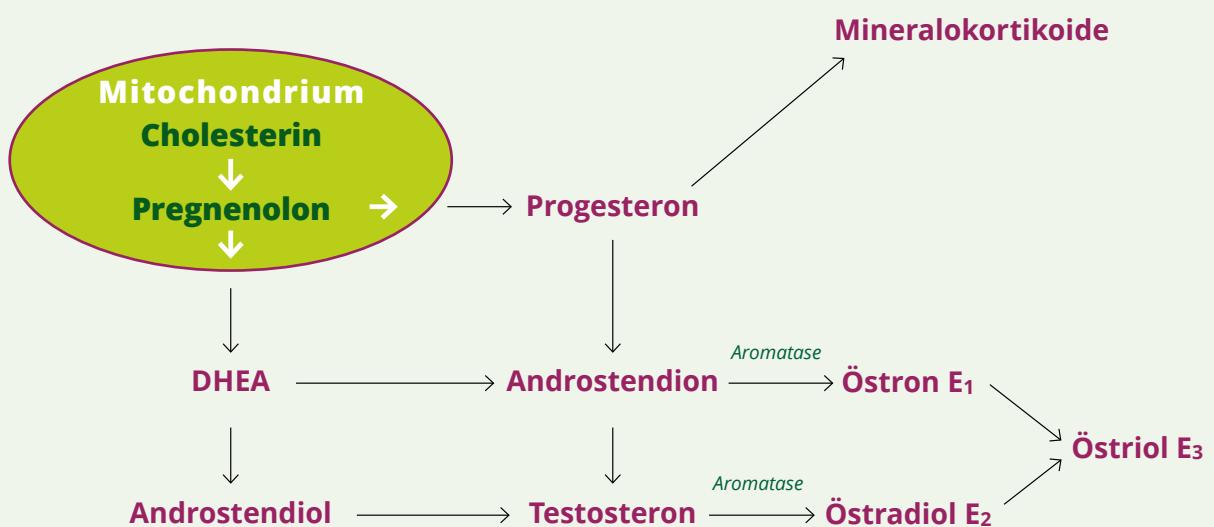 Mineralokortikoide
Mitochondrium
Cholesterin
Pregnenolon
Progesteron
Aromatase
DHEA
Androstendion
Östron E₁
Östriol E₃
Aromatase
Androstendiol
Testosteron
Östradiol E₂